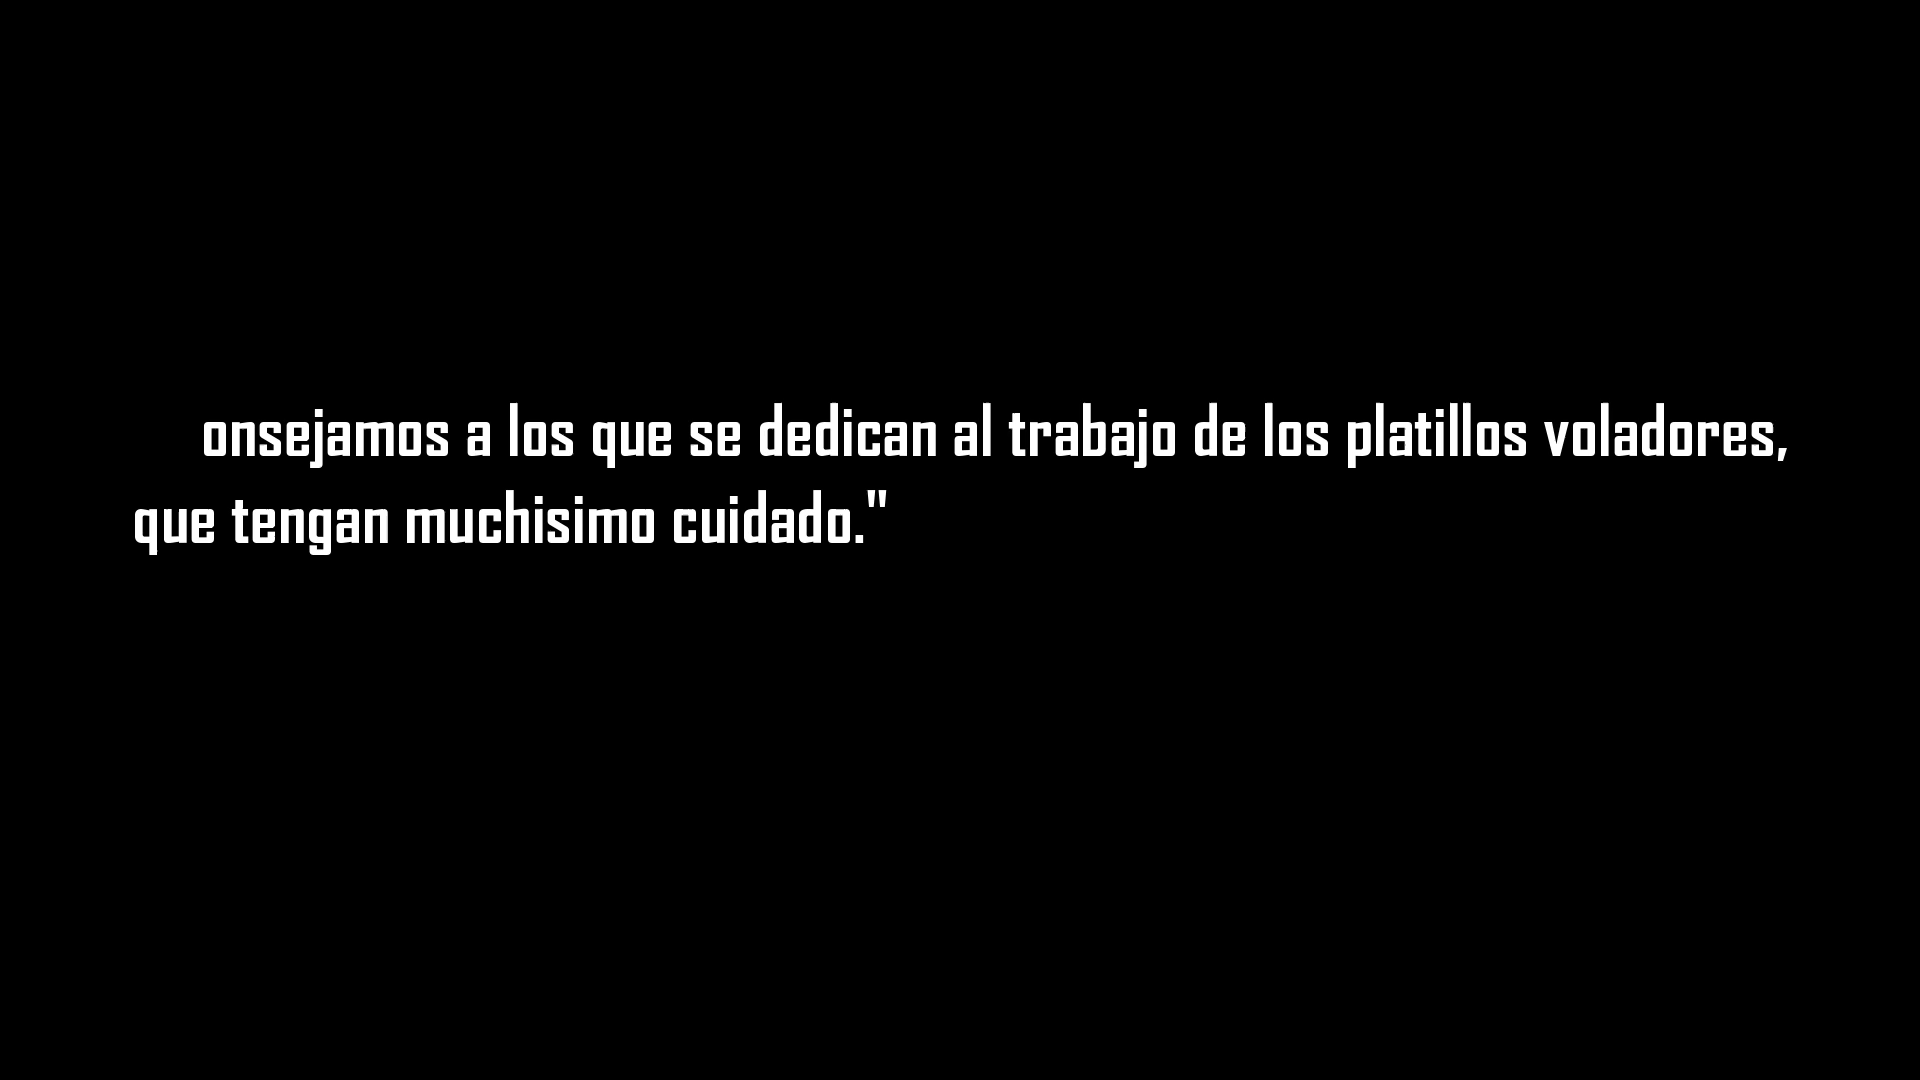 onsejamos a los que se dedican al trabajo de los platillos voladores,
que tengan muchisimo cuidado."